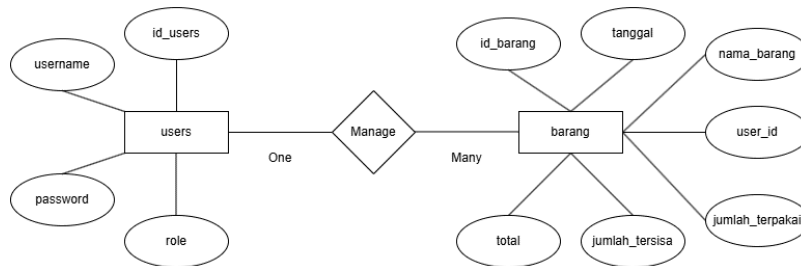 id_users
username
users
password
role
One
Manage
Many
id_barang
tanggal
nama_barang
barang
user_id
jumlah_terpakai
total
jumlah_tersisa